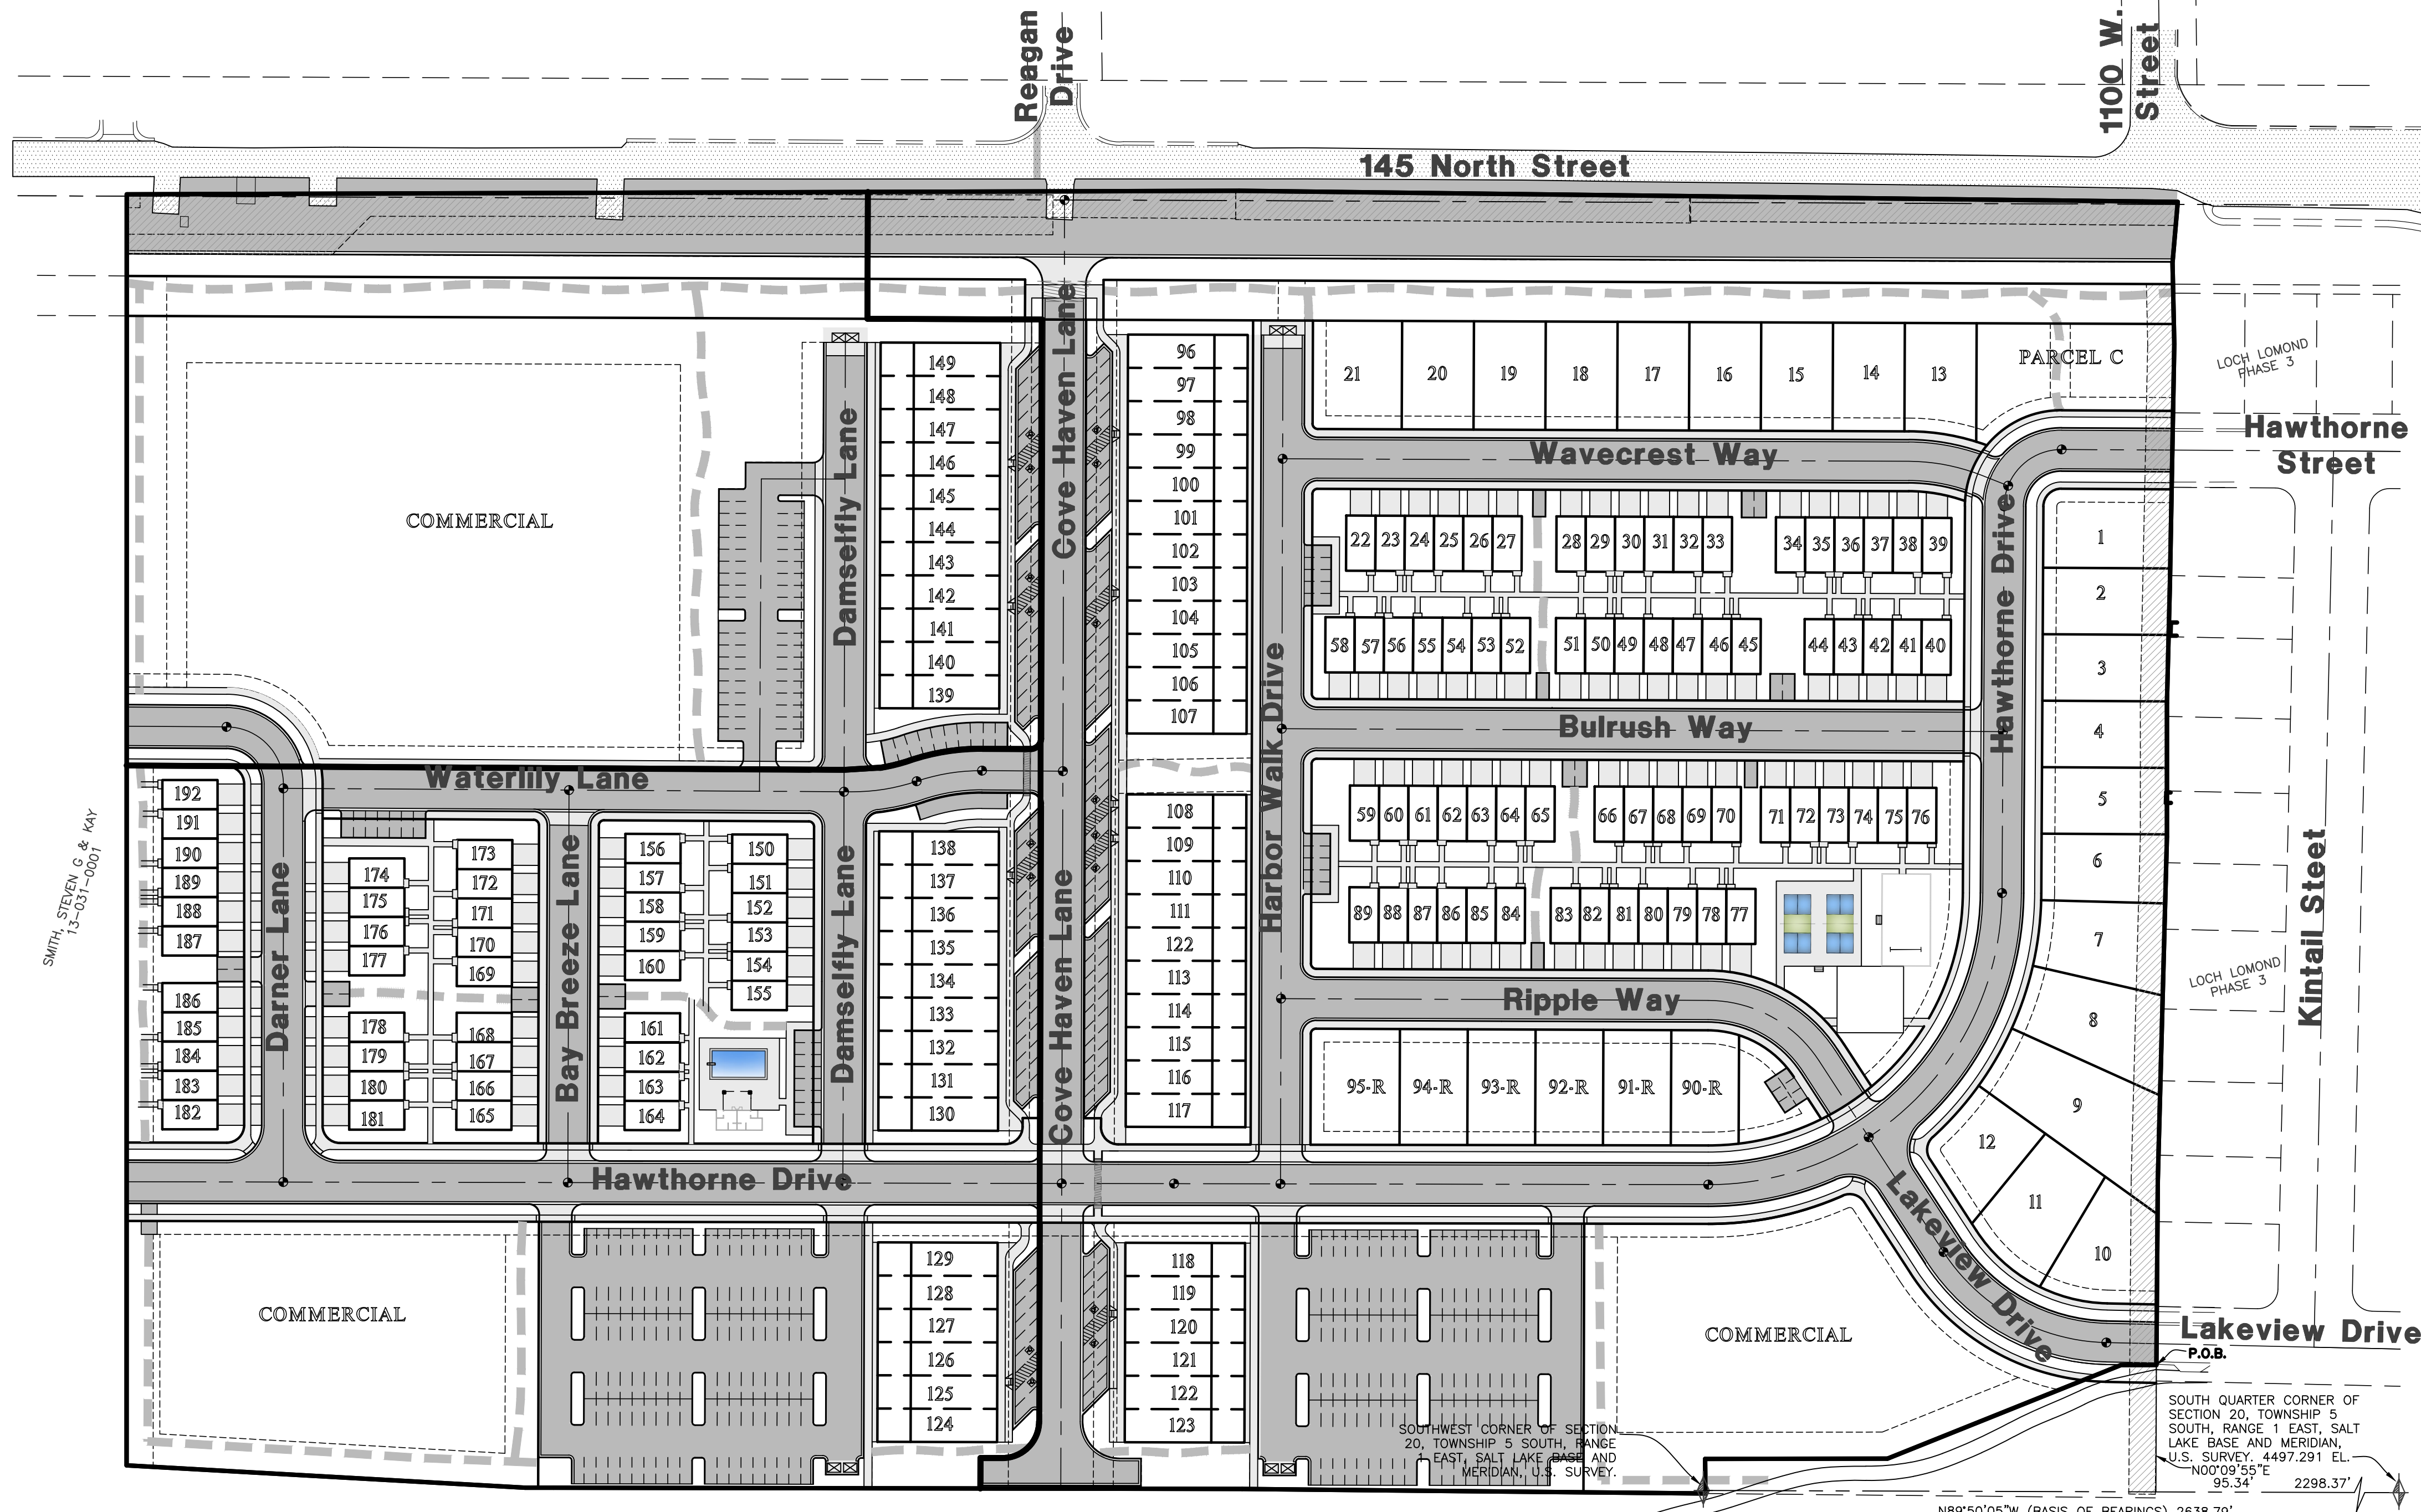 Reagan
Drive
1100 W.
Street
145 North Street
149
148
147
146
145
144
143
142
141
140
139
Damselfly Lane
Cove Haven Lane
96
97
98
99
100
101
102
103
104
105
106
107
Harbor Walk Drive
21
20
19
18
17
16
15
14
13
PARCEL C
LOCH LOMOND
PHASE 3
Hawthorne
Street
Wavecrest Way
COMMERCIAL
22 23 24 25 26 27
28 29 30 31 32 33
34 35 36 37 38 39
58 57 56 55 54 53 52
51 50 49 48 47 46 45
44 43 42 41 40
Hawthorne Drive
1
2
3
4
5
6
7
8
9
12
11
10
Bulrush Way
Waterlily Lane
59 60 61 62 63 64 65
66 67 68 69 70
71 72 73 74 75 76
89 88 87 86 85 84
83 82 81 80 79 78 77
Kintail Steet
LOCH LOMOND
PHASE 3
SMITH, STEVEN G & KAY
13-031-0001
192
191
190
189
188
187
186
185
184
183
182
Darner Lane
174
175
176
177
178
179
180
181
173
172
171
170
169
168
167
166
165
Bay Breeze Lane
156
157
158
159
160
161
162
163
164
150
151
152
153
154
155
Damselfly Lane
138
137
136
135
134
133
132
131
130
Cove Haven Lane
108
109
110
111
122
113
114
115
116
117
Ripple Way
95-R
94-R
93-R
92-R
91-R
90-R
Hawthorne Drive
Lakeview Drive
COMMERCIAL
129
128
127
126
125
124
118
119
120
121
122
123
COMMERCIAL
Lakeview Drive
P.O.B.
SOUTHWEST CORNER OF SECTION
20, TOWNSHIP 5 SOUTH, RANGE
1 EAST, SALT LAKE BASE AND
MERIDIAN, U.S. SURVEY.
SOUTH QUARTER CORNER OF
SECTION 20, TOWNSHIP 5
SOUTH, RANGE 1 EAST, SALT
LAKE BASE AND MERIDIAN,
U.S. SURVEY. 4497.291 EL.
N00°09'55"E
95.34'
2298.37'
N89°50'05"W (BASIS OF BEARINGS) 2638.79'